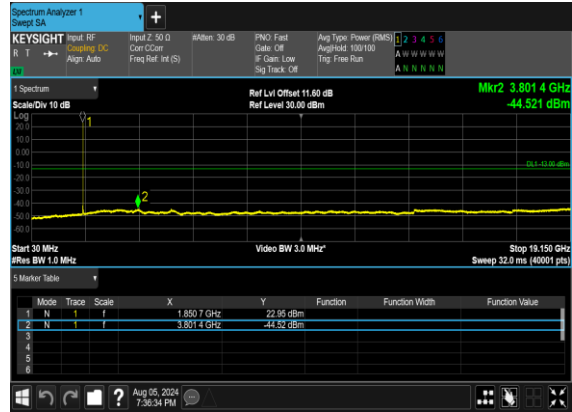 Spectrum Analyzer 1
Swept SA
+
KEYSIGHT
R T
Input: RF
Coupling: DC
Align: Auto
Input Z: 50 Ω
Corr CCorr
Freq Ref: Int (S)
#Atten: 30 dB
PNO: Fast
Gate: Off
IF Gain: Low
Sig Track: Off
Avg Type: Power (RMS)
Avg|Hold: 100/100
Trig: Free Run
1 2 3 4 5 6
A W W W W W
A N N N N N
1 Spectrum
Scale/Div 10 dB
Ref Lvl Offset 11.60 dB
Ref Level 30.00 dBm
Mkr2 3.801 4 GHz
-44.521 dBm
Log
20.0
10.0
0.00
-10.0
-20.0
-30.0
-40.0
-50.0
-60.0
1
2
DL1 -13.00 dBm
Start 30 MHz
#Res BW 1.0 MHz
Video BW 3.0 MHz*
Stop 19.150 GHz
Sweep 32.0 ms (40001 pts)
5 Marker Table
Mode Trace Scale X Y Function Function Width Function Value
1 N 1 f 1.850 7 GHz 22.95 dBm
2 N 1 f 3.801 4 GHz -44.52 dBm
3
4
5
6
?
Aug 05, 2024
7:36:34 PM